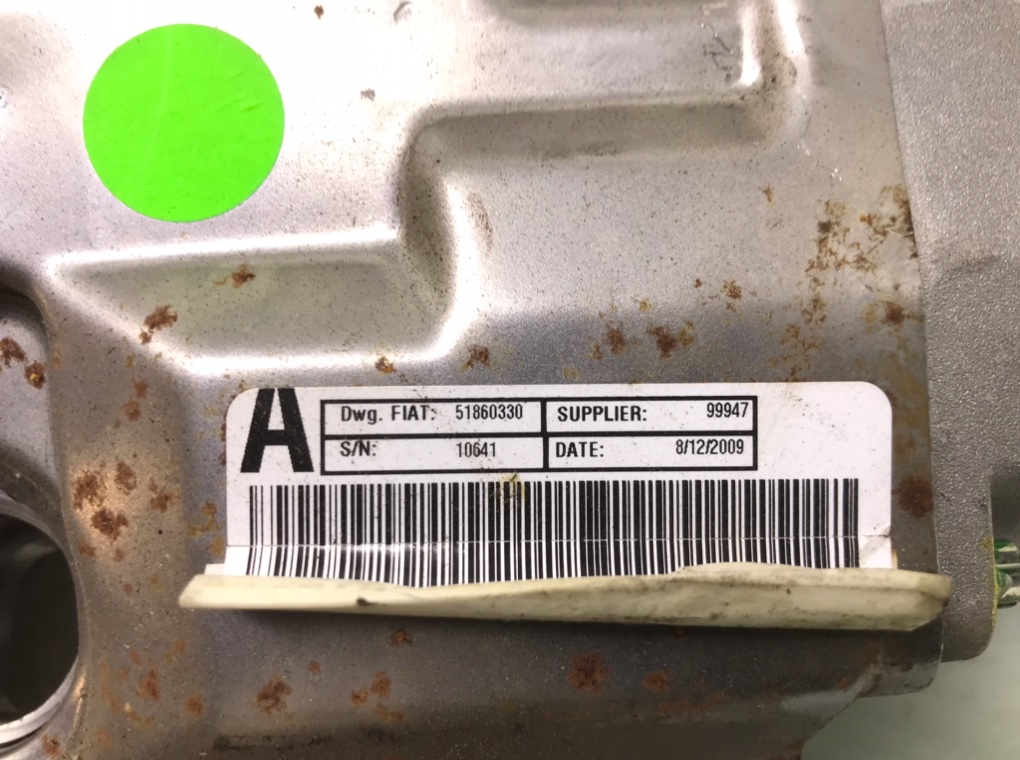 A
Dwg. FIAT: 51860330 SUPPLIER: 99947
S/N: 10641 DATE: 8/12/2009